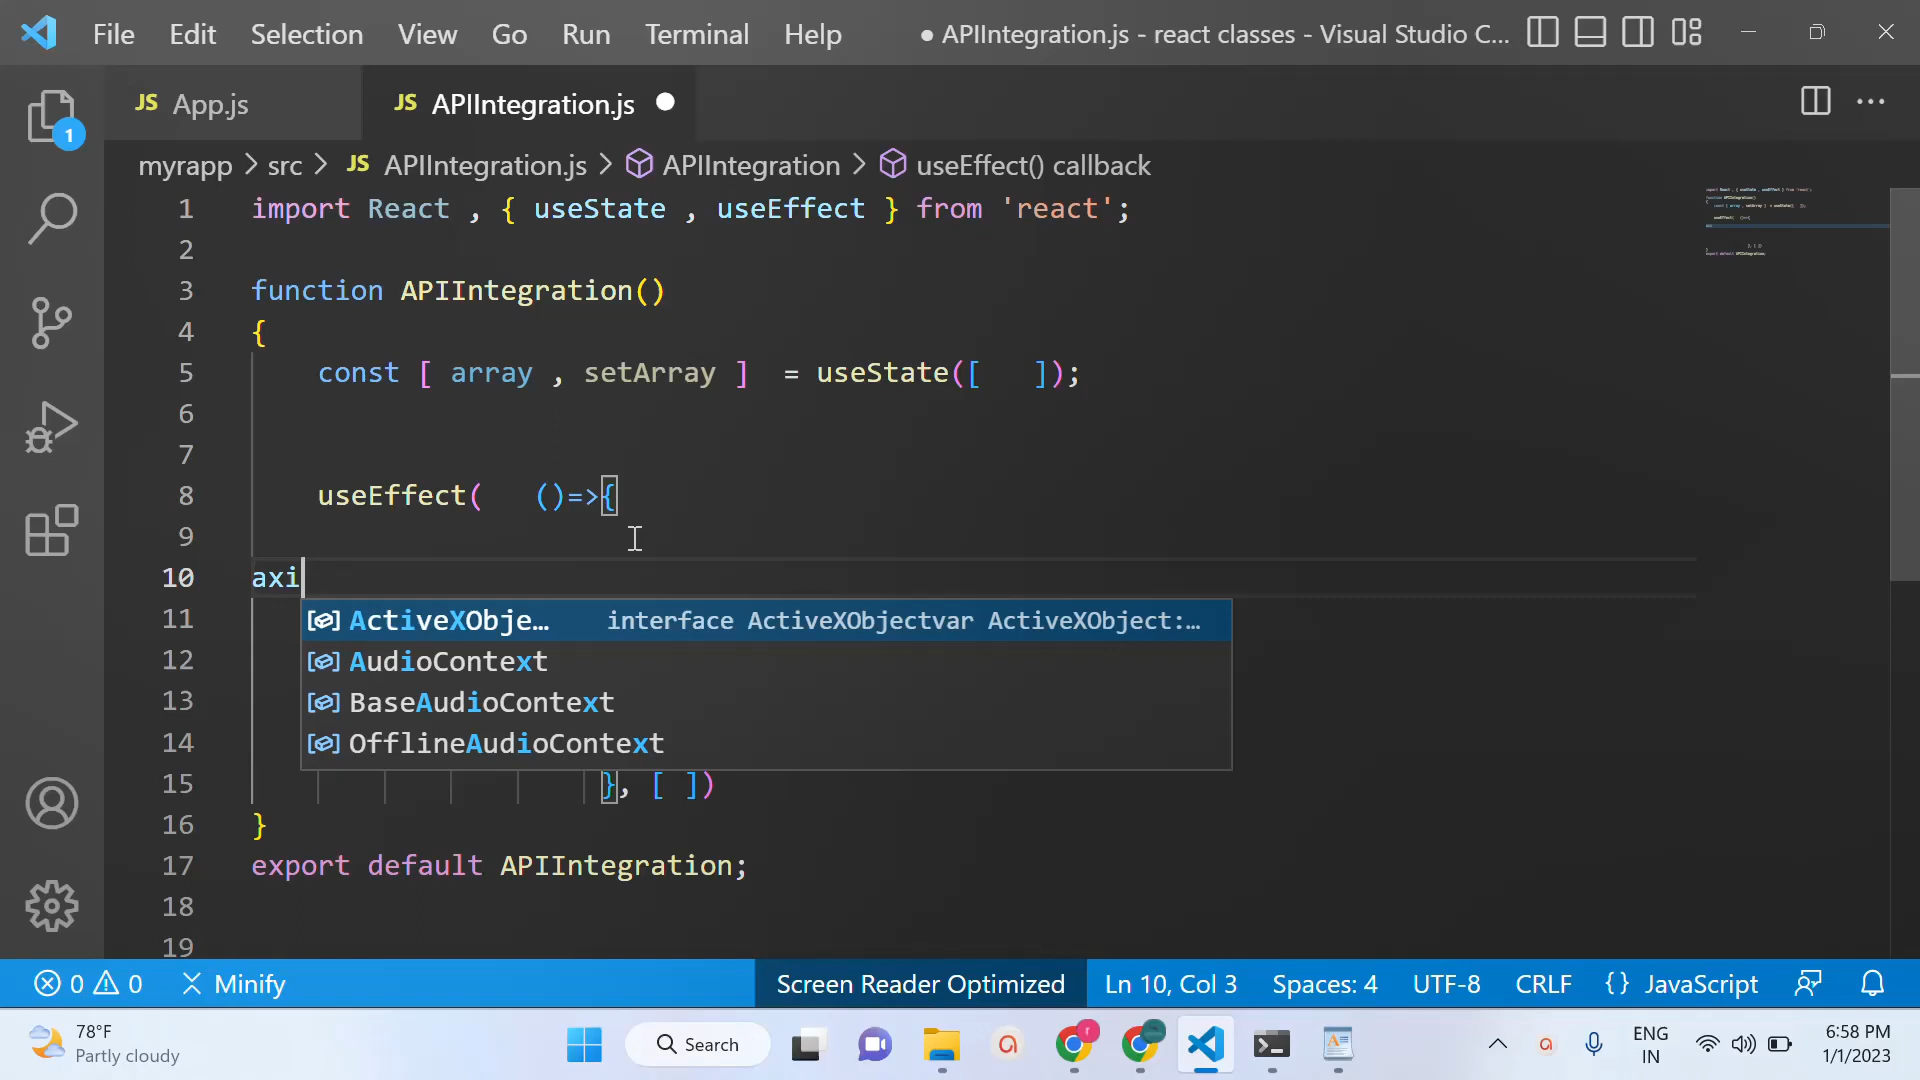 File Edit Selection View Go Run Terminal Help ● APIIntegration.js - react classes - Visual Studio C...
JS App.js JS APIIntegration.js
myrapp > src > JS APIIntegration.js > APIIntegration > useEffect() callback
1
1 import React , { useState , useEffect } from 'react';
2
3 function APIIntegration()
4 {
5 const [ array , setArray ] = useState([ ]);
6
7
8 useEffect( ()=>{
9
10 axi
11 ActiveXObje... interface ActiveXObjectvar ActiveXObject:...
12 AudioContext
13 BaseAudioContext
14 OfflineAudioContext
15 }, [ ])
16 }
17 export default APIIntegration;
18
19
0 0 Minify Screen Reader Optimized Ln 10, Col 3 Spaces: 4 UTF-8 CRLF {} JavaScript
78°F
Partly cloudy
Search
ENG
IN
6:58 PM
1/1/2023